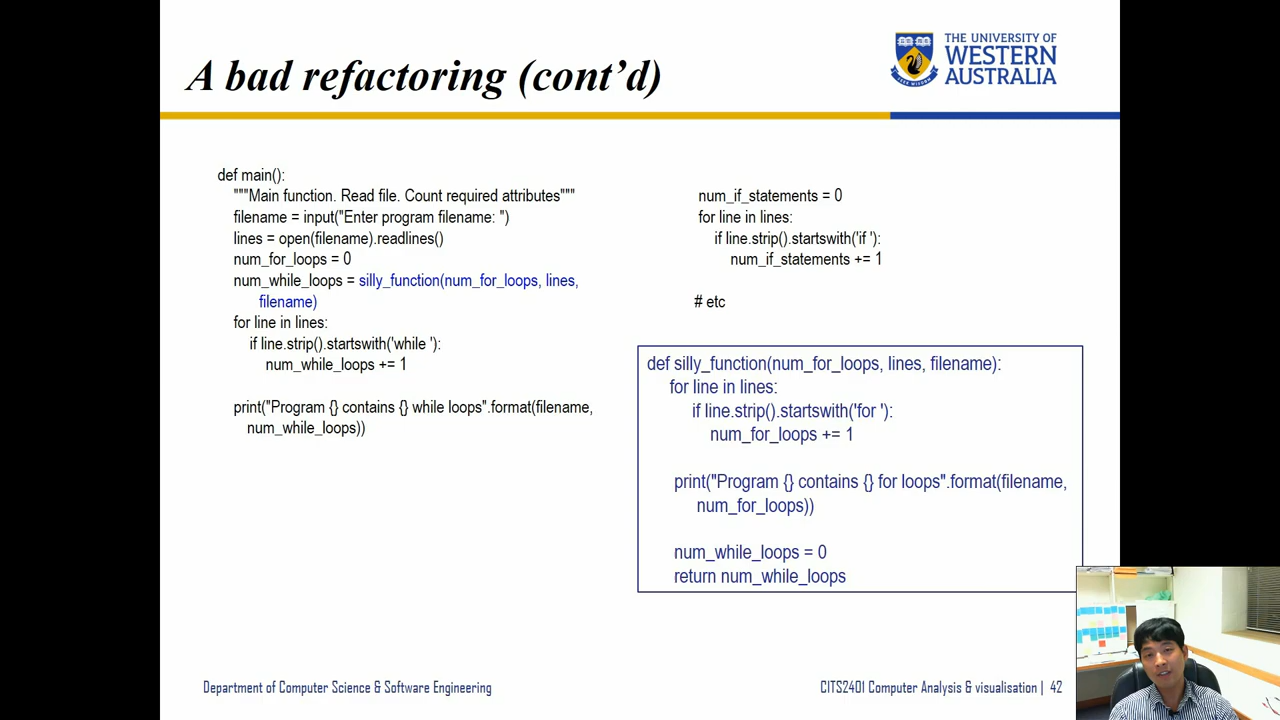 A bad refactoring (cont’d)
THE UNIVERSITY OF
WESTERN
AUSTRALIA
def main():
"""Main function. Read file. Count required attributes"""
filename = input("Enter program filename: ")
lines = open(filename).readlines()
num_for_loops = 0
num_while_loops = silly_function(num_for_loops, lines,
filename)
for line in lines:
if line.strip().startswith('while '):
num_while_loops += 1
print("Program {} contains {} while loops".format(filename,
num_while_loops))
num_if_statements = 0
for line in lines:
if line.strip().startswith('if '):
num_if_statements += 1
# etc
def silly_function(num_for_loops, lines, filename):
for line in lines:
if line.strip().startswith('for '):
num_for_loops += 1
print("Program {} contains {} for loops".format(filename,
num_for_loops))
num_while_loops = 0
return num_while_loops
Department of Computer Science & Software Engineering
CITS2401 Computer Analysis & visualisation | 42